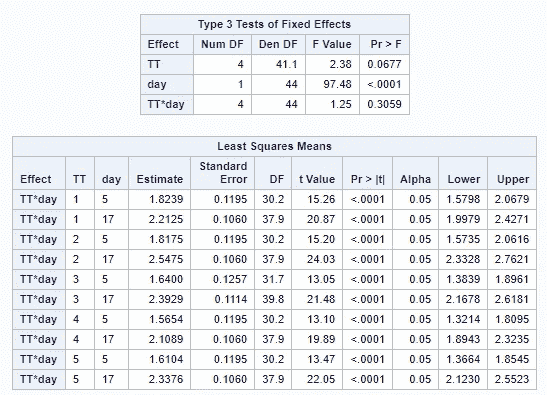 Type 3 Tests of Fixed Effects
Effect Num DF Den DF F Value Pr > F
TT 4 41.1 2.38 0.0677
day 1 44 97.48 <.0001
TT*day 4 44 1.25 0.3059
Least Squares Means
Effect TT day Estimate Standard Error DF t Value Pr > |t| Alpha Lower Upper
TT*day 1 5 1.8239 0.1195 30.2 15.26 <.0001 0.05 1.5798 2.0679
TT*day 1 17 2.2125 0.1060 37.9 20.87 <.0001 0.05 1.9979 2.4271
TT*day 2 5 1.8175 0.1195 30.2 15.20 <.0001 0.05 1.5735 2.0616
TT*day 2 17 2.5475 0.1060 37.9 24.03 <.0001 0.05 2.3328 2.7621
TT*day 3 5 1.6400 0.1257 31.7 13.05 <.0001 0.05 1.3839 1.8961
TT*day 3 17 2.3929 0.1114 39.8 21.48 <.0001 0.05 2.1678 2.6181
TT*day 4 5 1.5654 0.1195 30.2 13.10 <.0001 0.05 1.3214 1.8095
TT*day 4 17 2.1089 0.1060 37.9 19.89 <.0001 0.05 1.8943 2.3235
TT*day 5 5 1.6104 0.1195 30.2 13.47 <.0001 0.05 1.3664 1.8545
TT*day 5 17 2.3376 0.1060 37.9 22.05 <.0001 0.05 2.1230 2.5523